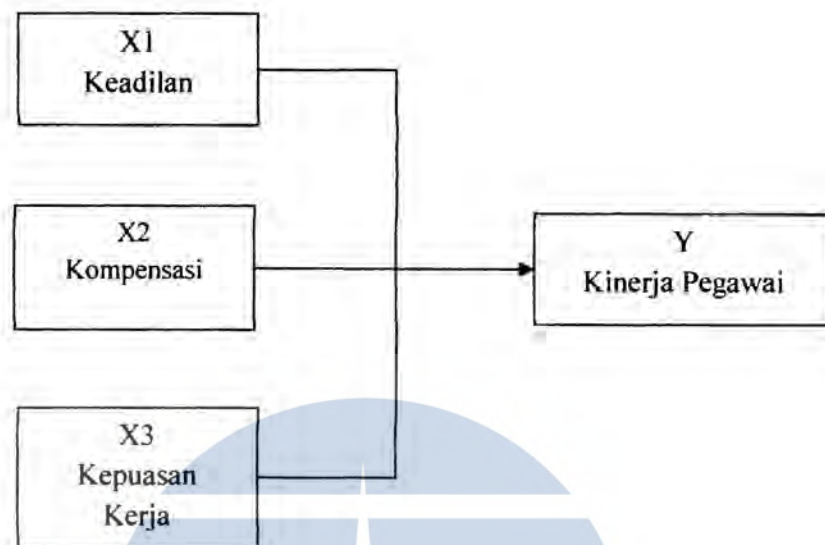 X1
Keadilan
X2
Kompensasi
Y
Kinerja Pegawai
X3
Kepuasan
Kerja